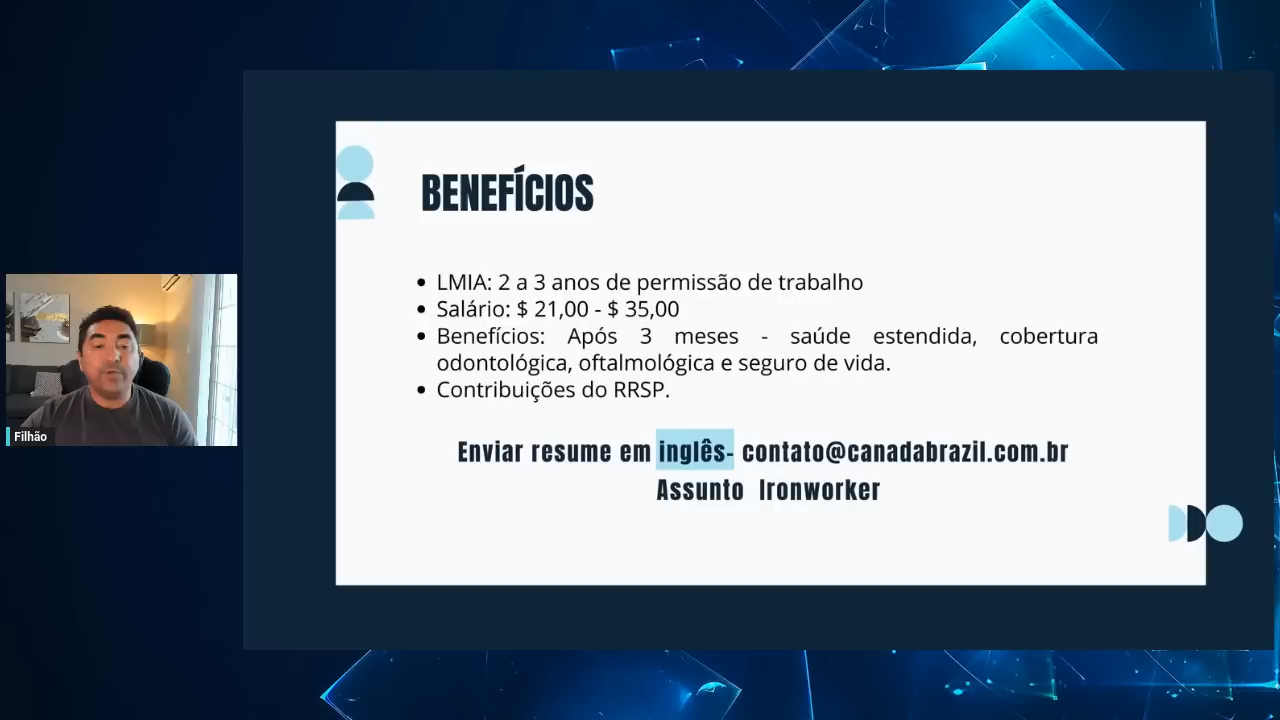 BENEFÍCIOS
LMIA: 2 a 3 anos de permissão de trabalho
Salário: $ 21,00 - $ 35,00
Benefícios: Após 3 meses - saúde estendida, cobertura
odontológica, oftalmológica e seguro de vida.
Contribuições do RRSP.
Enviar resume em inglês- contato@canadabrazil.com.br
Assunto Ironworker
Filhão